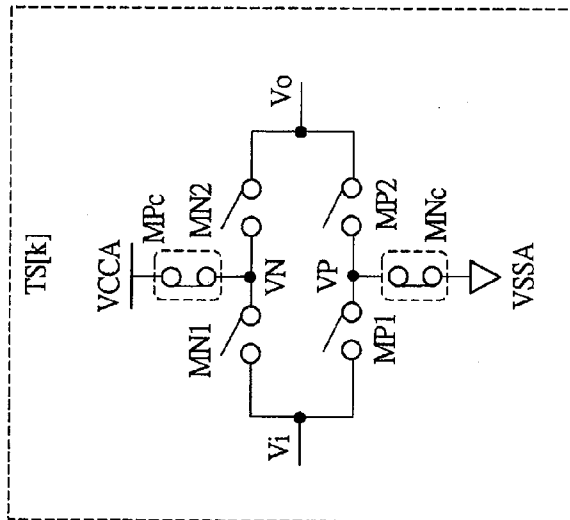 TS[k]
VCCA
MPc
MN1
MN2
VN
Vi
Vo
VP
MP1
MP2
MNc
VSSA